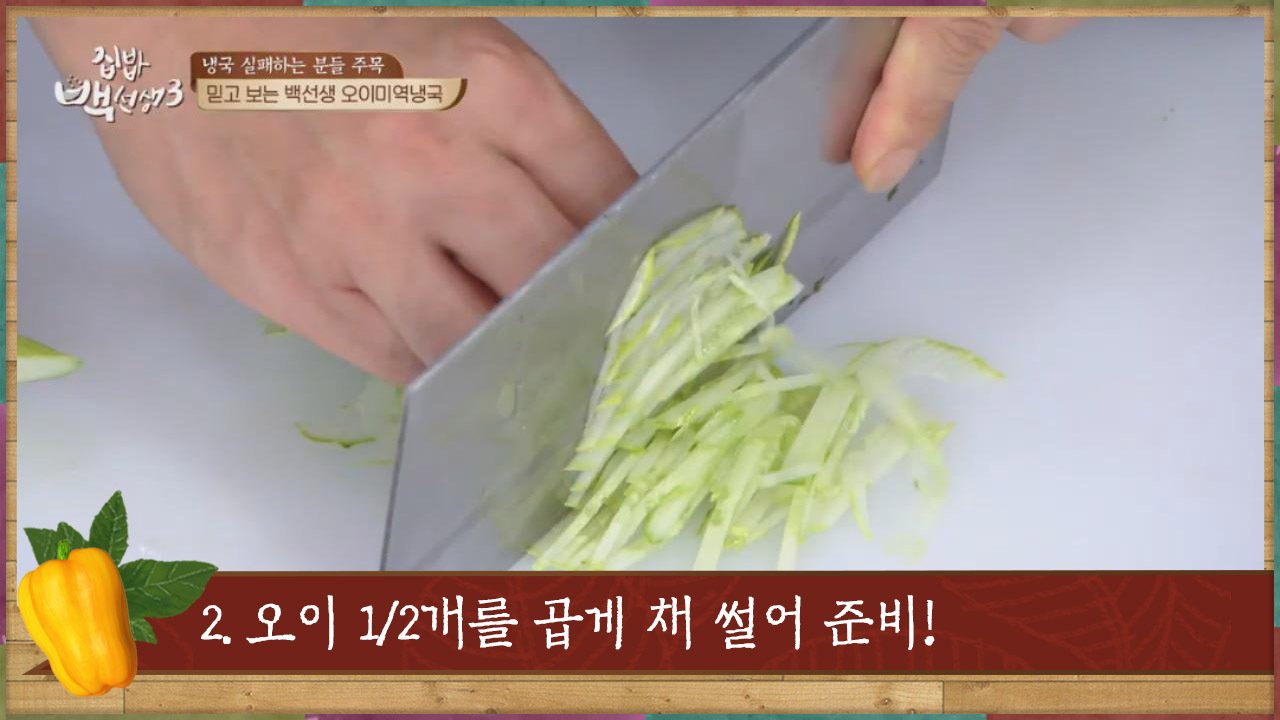 집밥
백선생3
냉국 실패하는 분들 주목
믿고 보는 백선생 오이미역냉국
2. 오이 1/2개를 곱게 채 썰어 준비!